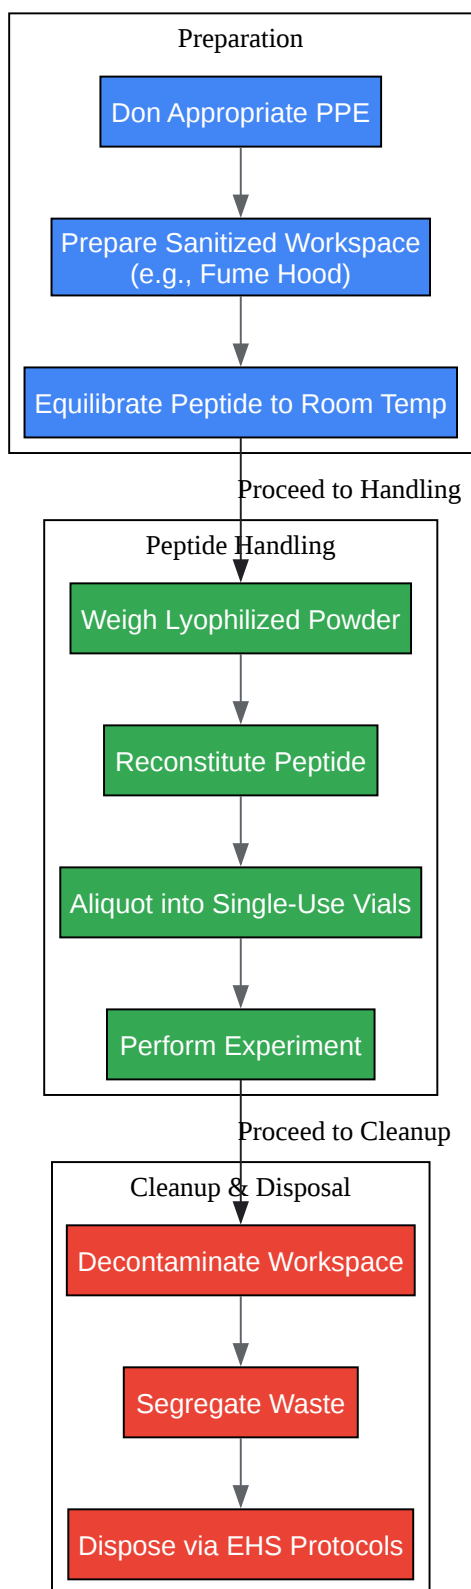 Preparation
Don Appropriate PPE
Prepare Sanitized Workspace
(e.g., Fume Hood)
Equilibrate Peptide to Room Temp
Proceed to Handling
Peptide Handling
Weigh Lyophilized Powder
Reconstitute Peptide
Aliquot into Single-Use Vials
Perform Experiment
Proceed to Cleanup
Cleanup & Disposal
Decontaminate Workspace
Segregate Waste
Dispose via EHS Protocols